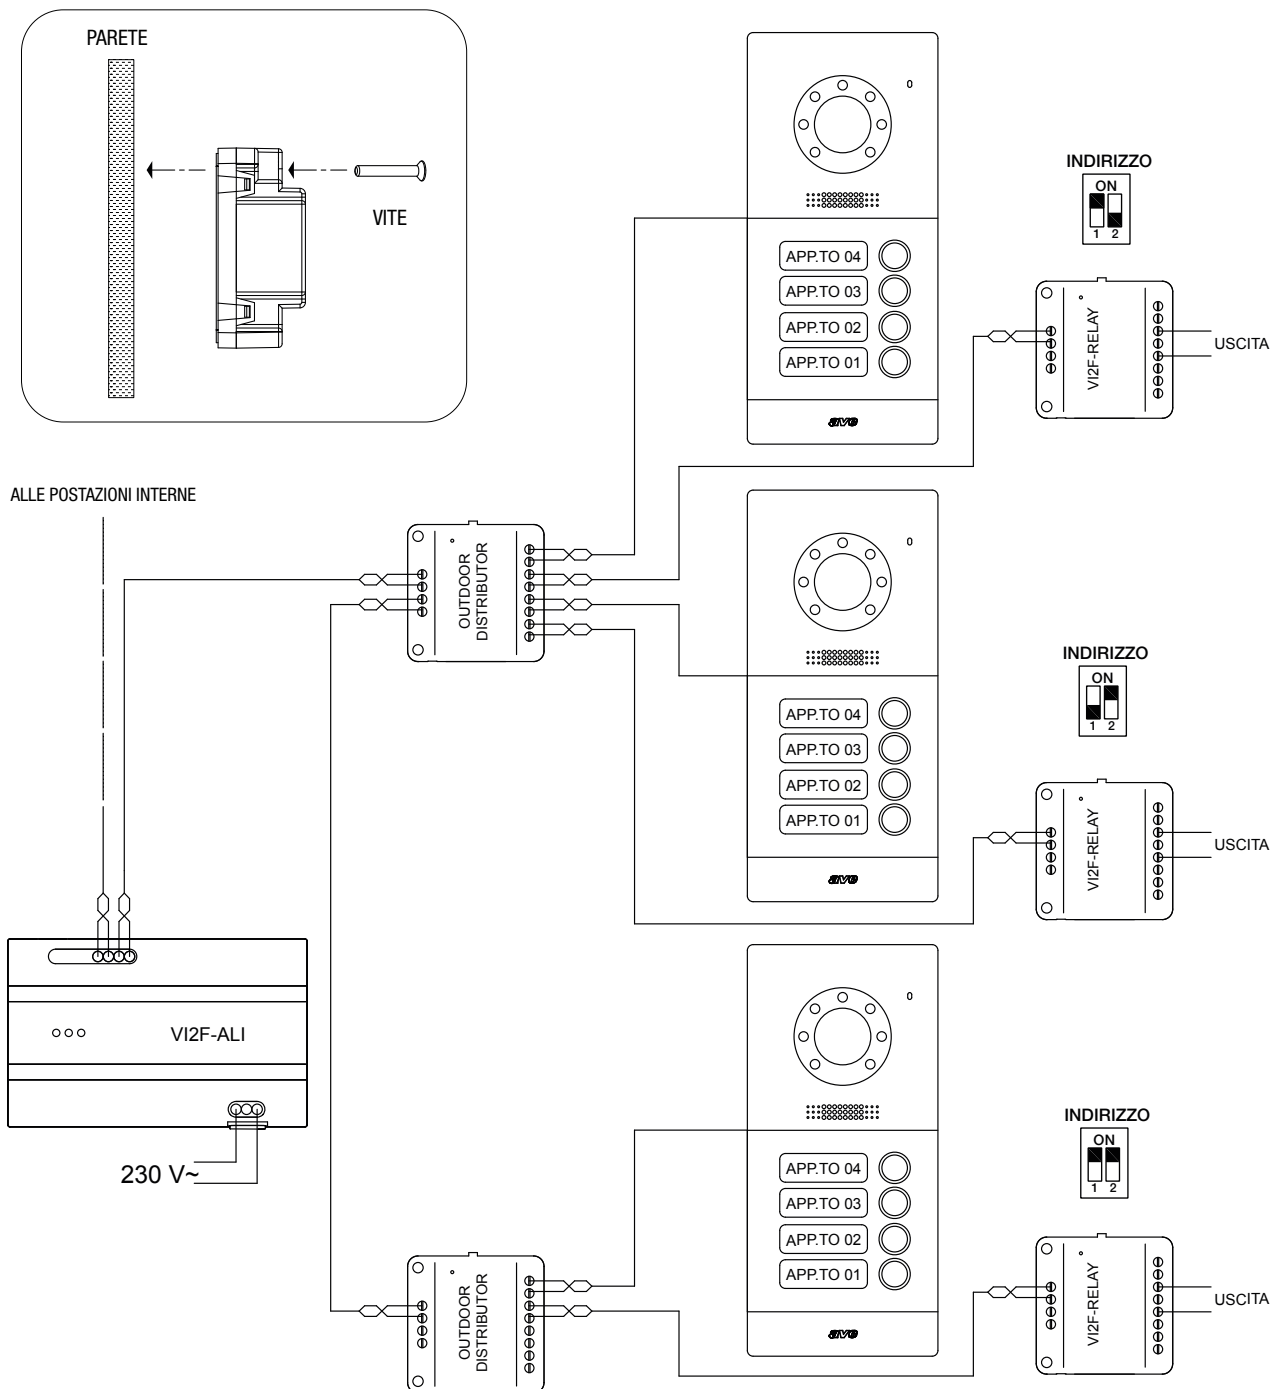 PARETE
VITE
INDIRIZZO
ON
1 2
APP.TO 04
APP.TO 03
APP.TO 02
APP.TO 01
ave
VI2F-RELAY
USCITA
ALLE POSTAZIONI INTERNE
OUTDOOR
DISTRIBUTOR
INDIRIZZO
ON
1 2
APP.TO 04
APP.TO 03
APP.TO 02
APP.TO 01
ave
VI2F-RELAY
USCITA
VI2F-ALI
230 V~
INDIRIZZO
ON
1 2
APP.TO 04
APP.TO 03
APP.TO 02
APP.TO 01
ave
VI2F-RELAY
USCITA
OUTDOOR
DISTRIBUTOR